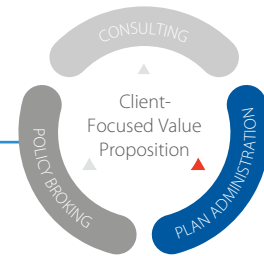 CONSULTING
Client-
Focused Value
Proposition
POLICY BROKING
PLAN ADMINISTRATION